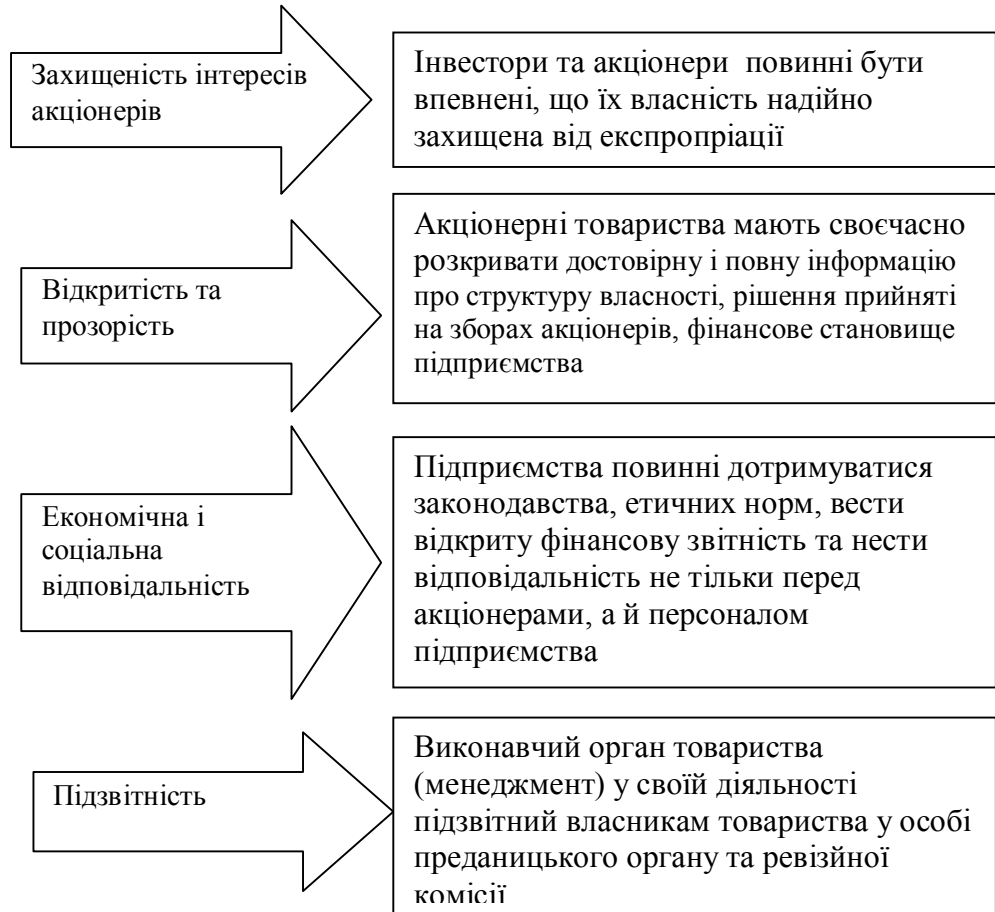 Захищеність інтересів
акціонерів
Інвестори та акціонери повинні бути
впевнені, що їх власність надійно
захищена від експропріації
Відкритість та
прозорість
Акціонерні товариства мають своєчасно
розкривати достовірну і повну інформацію
про структуру власності, рішення прийняті
на зборах акціонерів, фінансове становище
підприємства
Економічна і
соціальна
відповідальність
Підприємства повинні дотримуватися
законодавства, етичних норм, вести
відкриту фінансову звітність та нести
відповідальність не тільки перед
акціонерами, а й персоналом
підприємства
Підзвітність
Виконавчий орган товариства
(менеджмент) у своїй діяльності
підзвітний власникам товариства у особі
преданицького органу та ревізійної
комісії